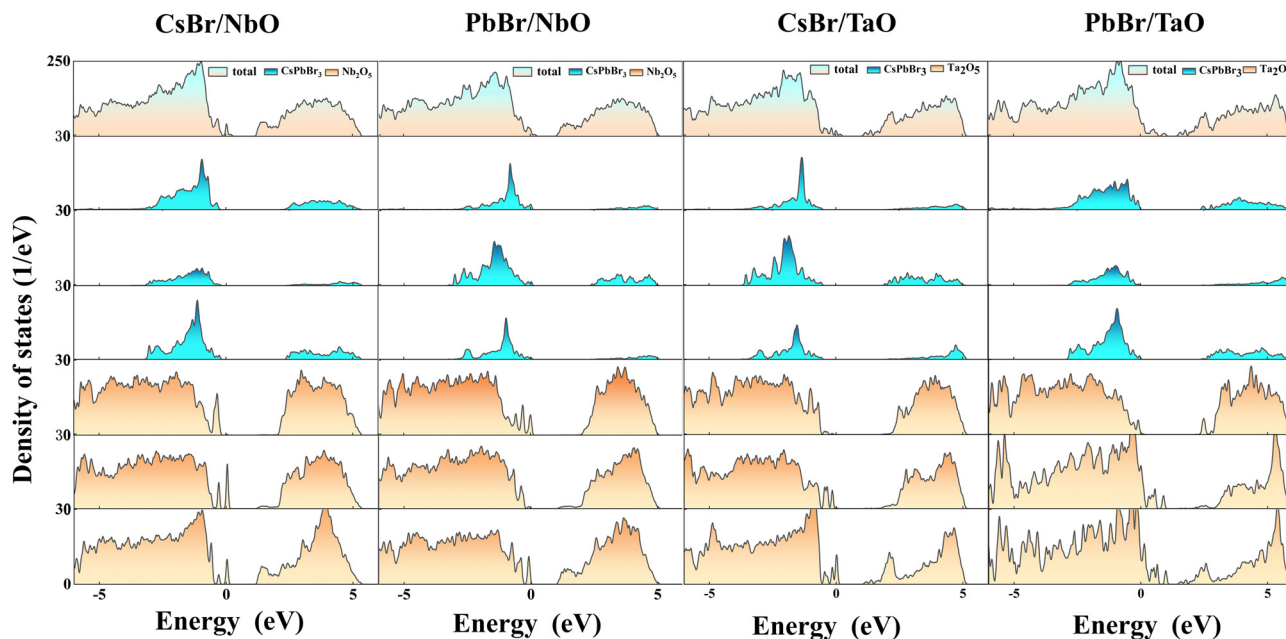 CsBr/NbO PbBr/NbO CsBr/TaO PbBr/TaO
250 total CsPbBr3 Nb2O5 total CsPbBr3 Nb2O5 total CsPbBr3 Ta2O5 total CsPbBr3 Ta2O
30
30
30
30
30
30
0
Density of states (1/eV)
-5 0 5 -5 0 5 -5 0 5 -5 0 5
Energy (eV) Energy (eV) Energy (eV) Energy (eV)